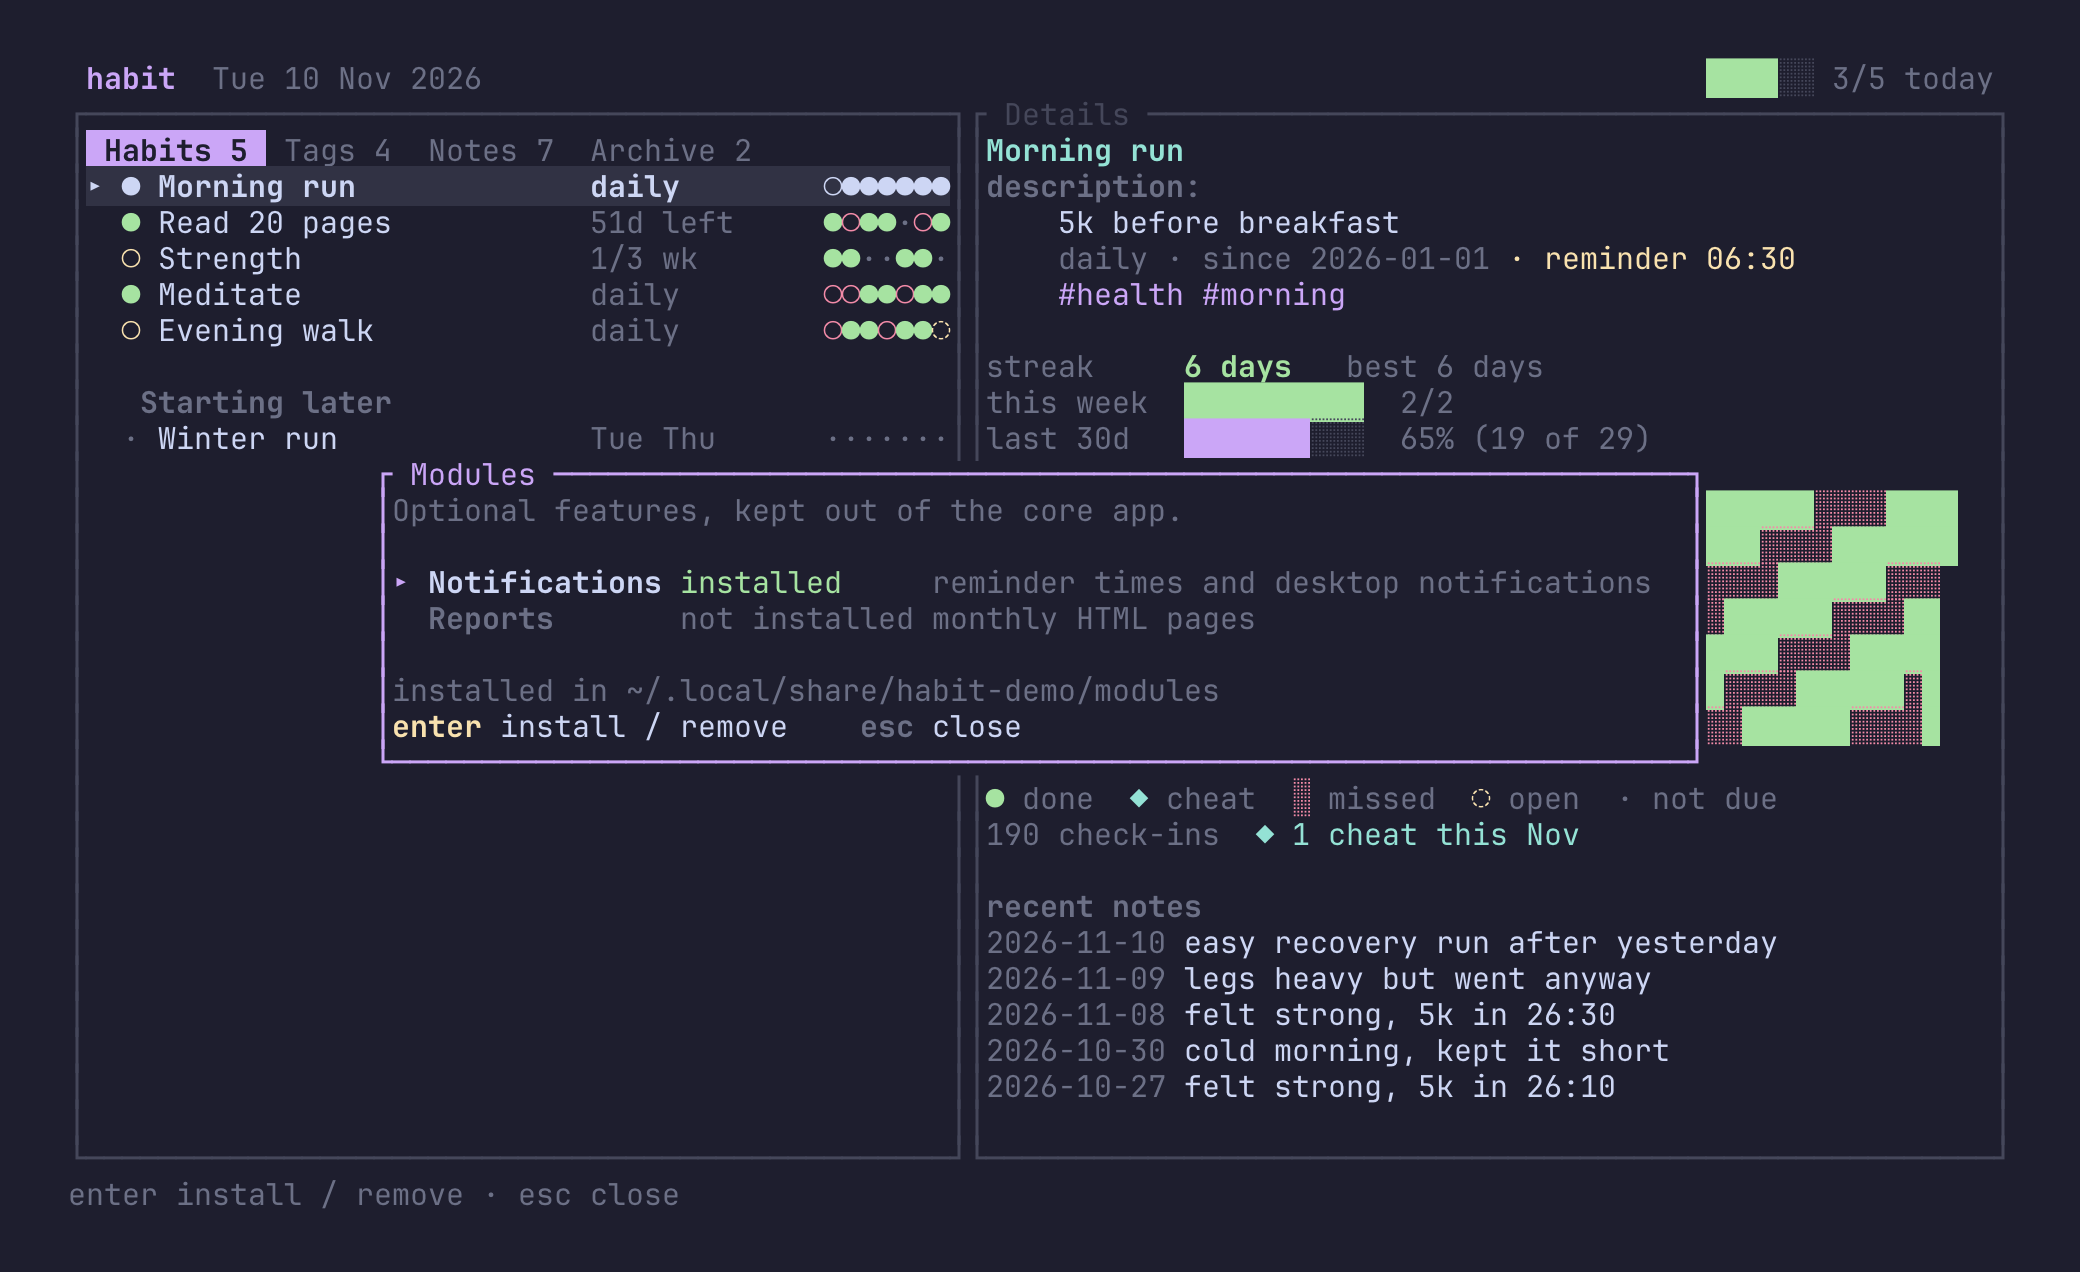 habit  Tue 10 Nov 2026
3/5 today
Habits 5  Tags 4  Notes 7  Archive 2
Morning run  daily
Read 20 pages  51d left
Strength  1/3 wk
Meditate  daily
Evening walk  daily
Starting later
Winter run  Tue Thu
Details
Morning run
description:
5k before breakfast
daily · since 2026-01-01 · reminder 06:30
#health #morning
streak  6 days  best 6 days
this week  2/2
last 30d  65% (19 of 29)
Modules
Optional features, kept out of the core app.
Notifications installed  reminder times and desktop notifications
Reports  not installed monthly HTML pages
installed in ~/.local/share/habit-demo/modules
enter install / remove  esc close
done  cheat  missed  open  · not due
190 check-ins  1 cheat this Nov
recent notes
2026-11-10 easy recovery run after yesterday
2026-11-09 legs heavy but went anyway
2026-11-08 felt strong, 5k in 26:30
2026-10-30 cold morning, kept it short
2026-10-27 felt strong, 5k in 26:10
enter install / remove · esc close